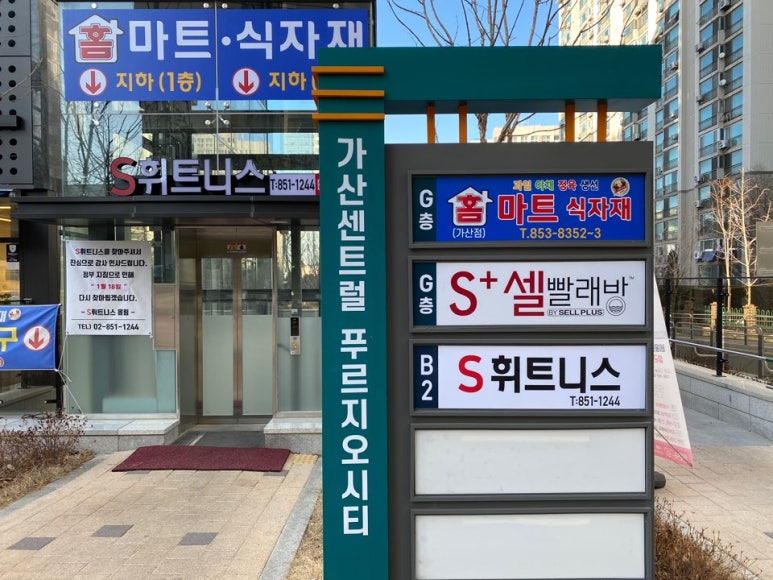 홈 마트·식자재
지하(1층) 지하
S휘트니스 T:851-1244
S휘트니스를 찾아주셔서
진심으로 감사 인사드립니다.
정부 지침으로 인해
" 1월 18일 "
다시 찾아뵙겠습니다.
- S휘트니스 올림 -
TEL) 02-851-1244
가산센트럴 푸르지오시티
G층
과일 야채 정육 생선
홈 마트 식자재
(가산점) T.853-8352~3
G층
S+셀빨래바
BY SELL PLUS
B2
S휘트니스
T:851-1244